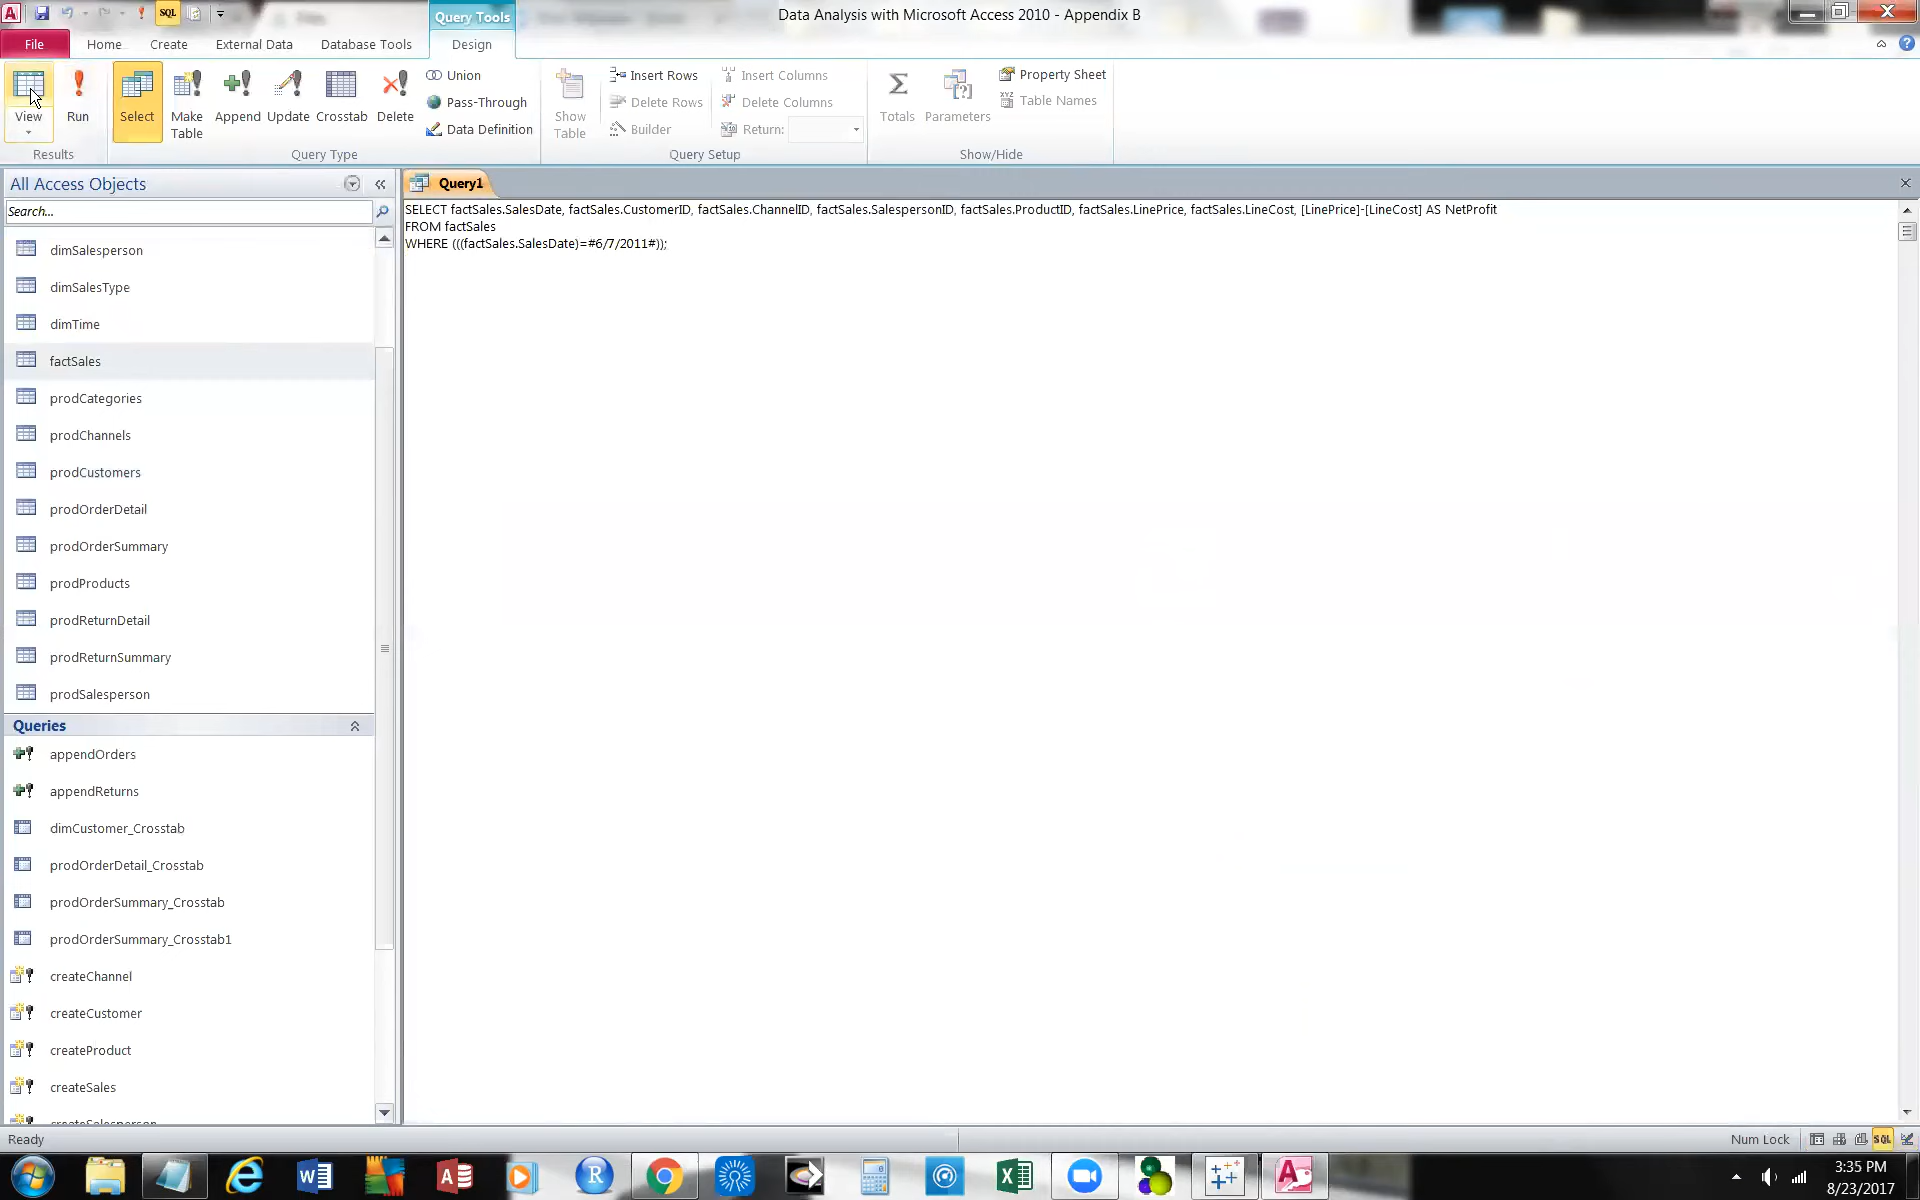 SQL
Query Tools
Data Analysis with Microsoft Access 2010 - Appendix B
File
Home
Create
External Data
Database Tools
Design
View
Run
Select
Make
Table
Append
Update
Crosstab
Delete
Union
Pass-Through
Data Definition
Show
Table
Insert Rows
Delete Rows
Builder
Insert Columns
Delete Columns
Return:
Totals
Parameters
Property Sheet
Table Names
Results
Query Type
Query Setup
Show/Hide
All Access Objects
Search...
dimSalesperson
dimSalesType
dimTime
factSales
prodCategories
prodChannels
prodCustomers
prodOrderDetail
prodOrderSummary
prodProducts
prodReturnDetail
prodReturnSummary
prodSalesperson
Queries
appendOrders
appendReturns
dimCustomer_Crosstab
prodOrderDetail_Crosstab
prodOrderSummary_Crosstab
prodOrderSummary_Crosstab1
createChannel
createCustomer
createProduct
createSales
createSalesperson
Query1
SELECT factSales.SalesDate, factSales.CustomerID, factSales.ChannelID, factSales.SalespersonID, factSales.ProductID, factSales.LinePrice, factSales.LineCost, [LinePrice]-[LineCost] AS NetProfit
FROM factSales
WHERE (((factSales.SalesDate)=#6/7/2011#));
Ready
Num Lock
SQL
3:35 PM
8/23/2017